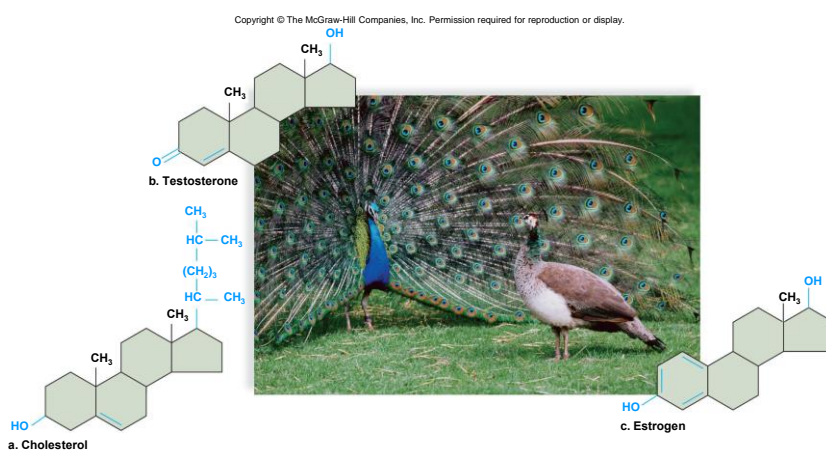 Copyright © The McGraw-Hill Companies, Inc. Permission required for reproduction or display.
OH
CH₃
CH₃
O
b. Testosterone
CH₃
HC—CH₃
(CH₂)₃
HC—CH₃
CH₃
CH₃
HO
a. Cholesterol
OH
CH₃
HO
c. Estrogen